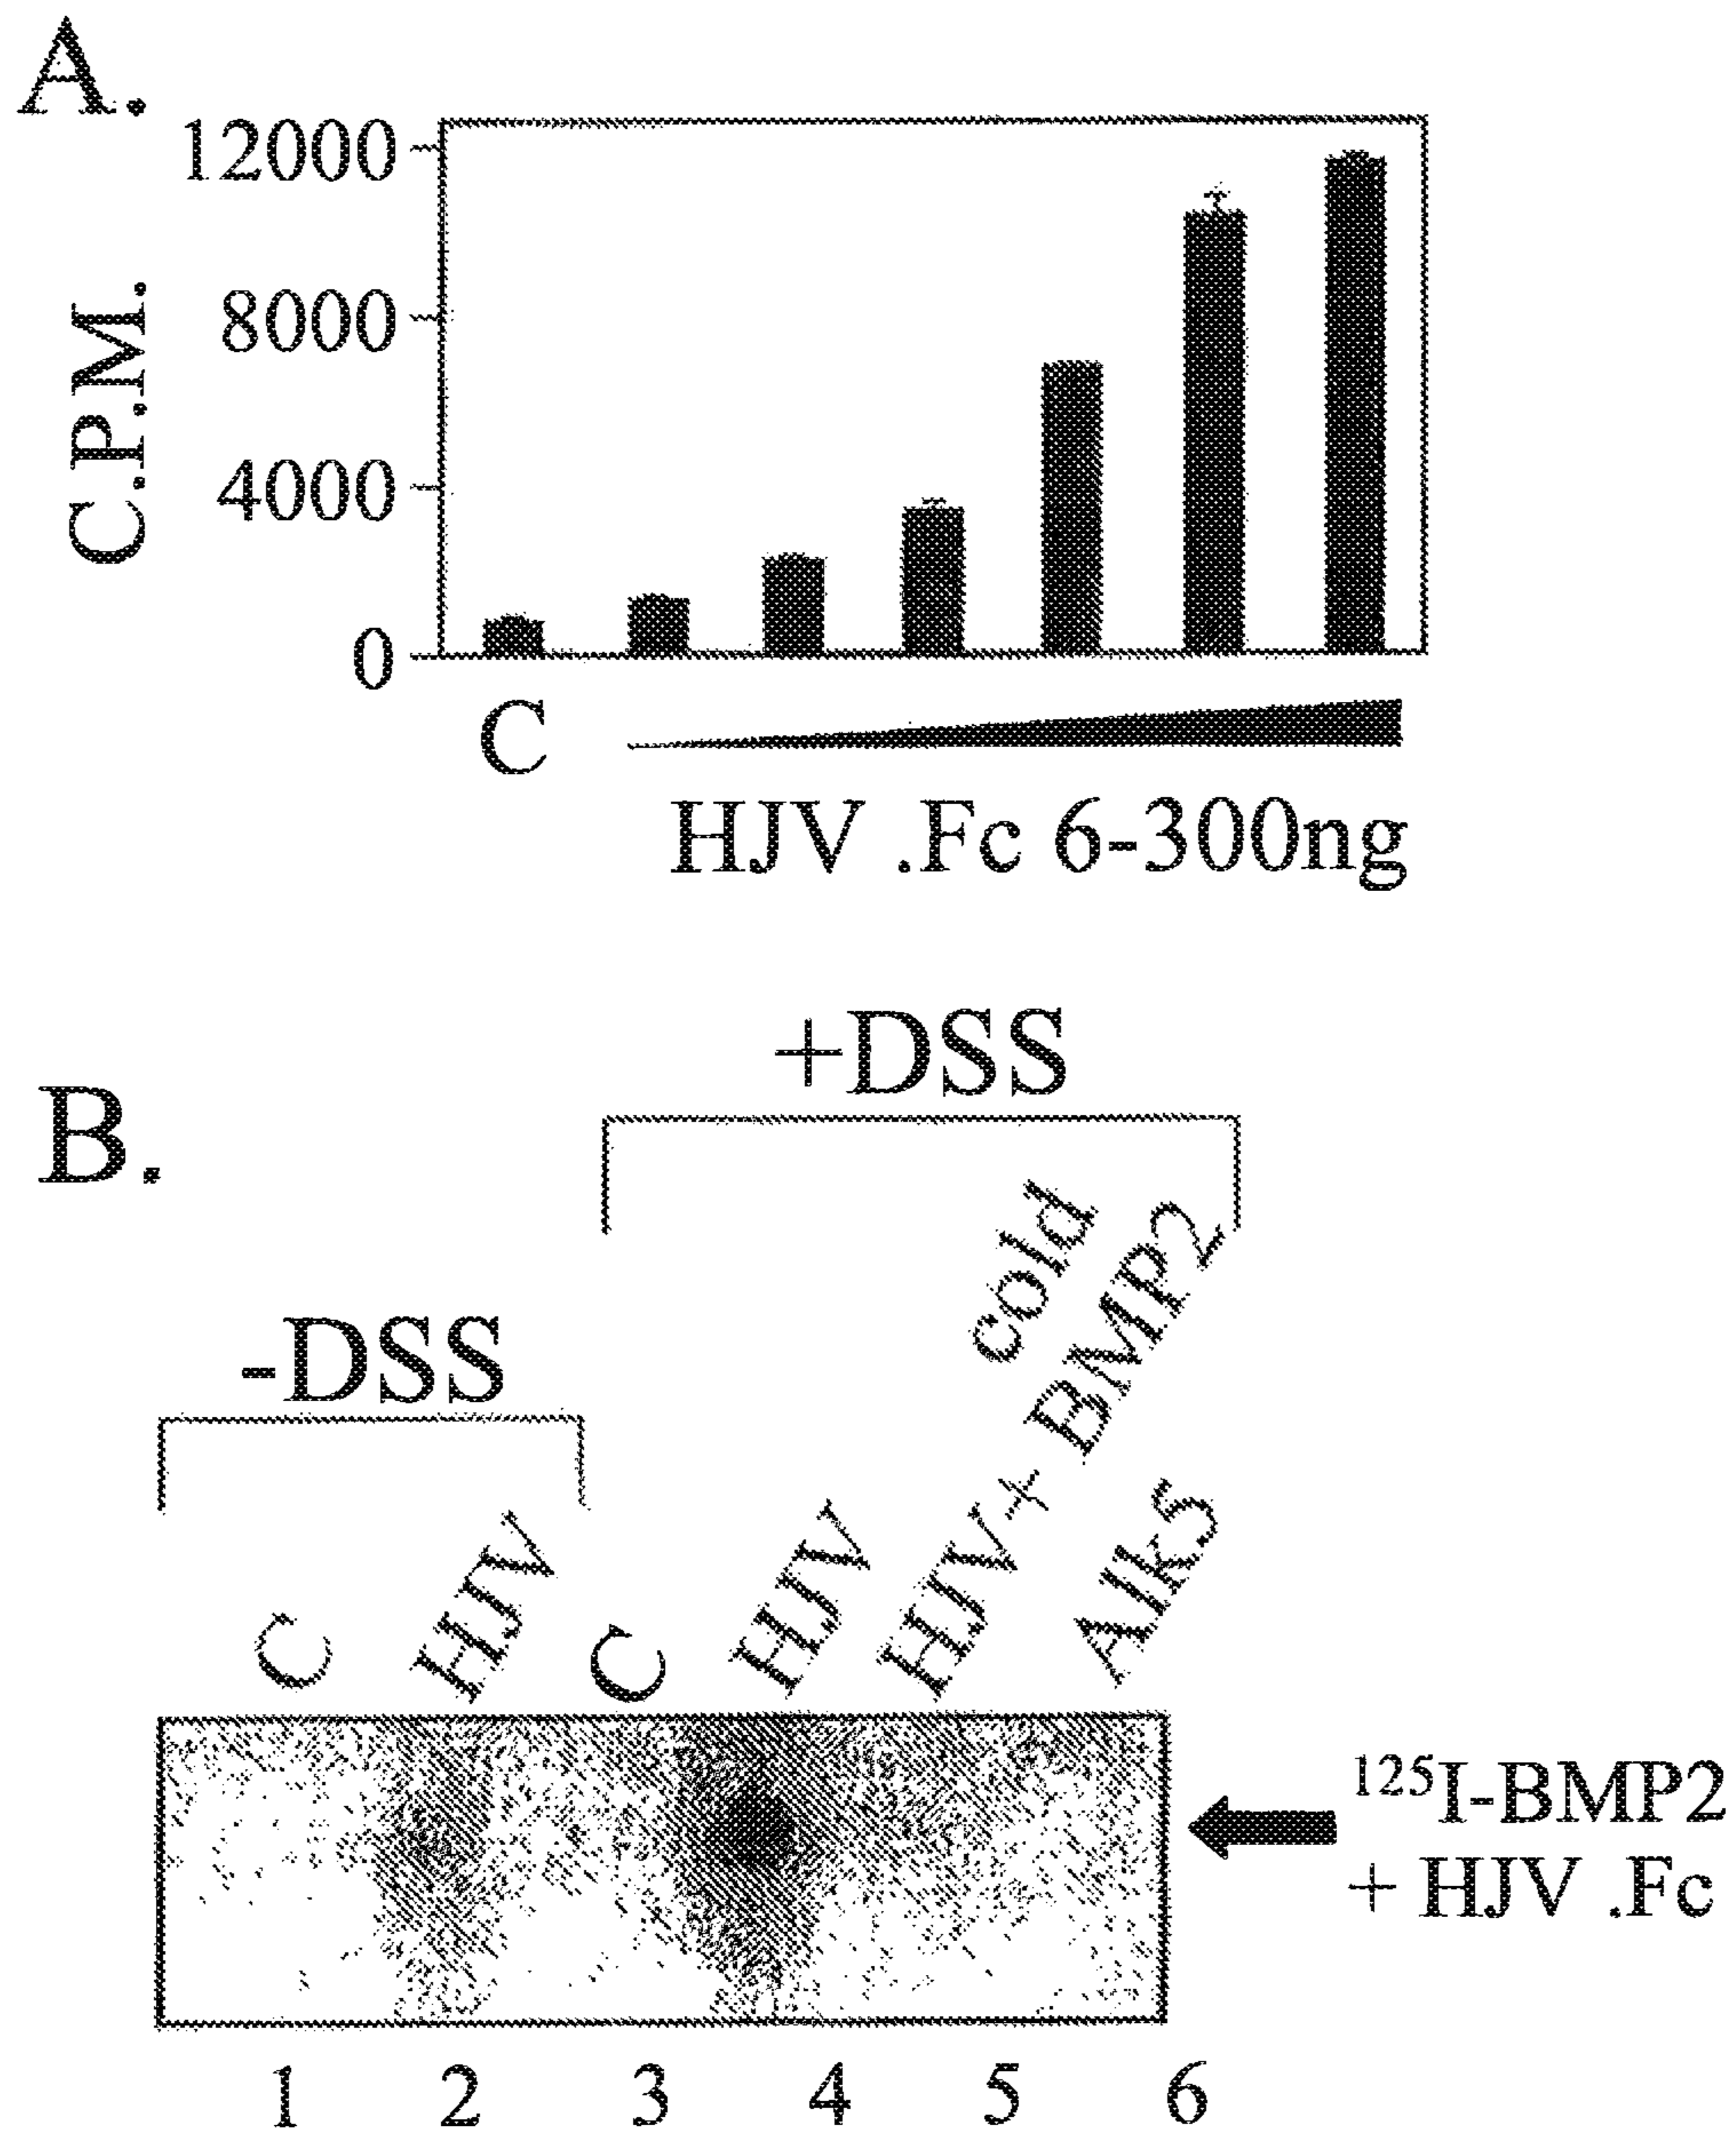 A.
12000
8000
4000
0
C.P.M.
C
HJV .Fc 6-300ng
B.
+DSS
-DSS
C
HJV
C
HJV
cold
HJV+ BMP2
Alk5
¹²⁵I-BMP2
+ HJV .Fc
1 2 3 4 5 6